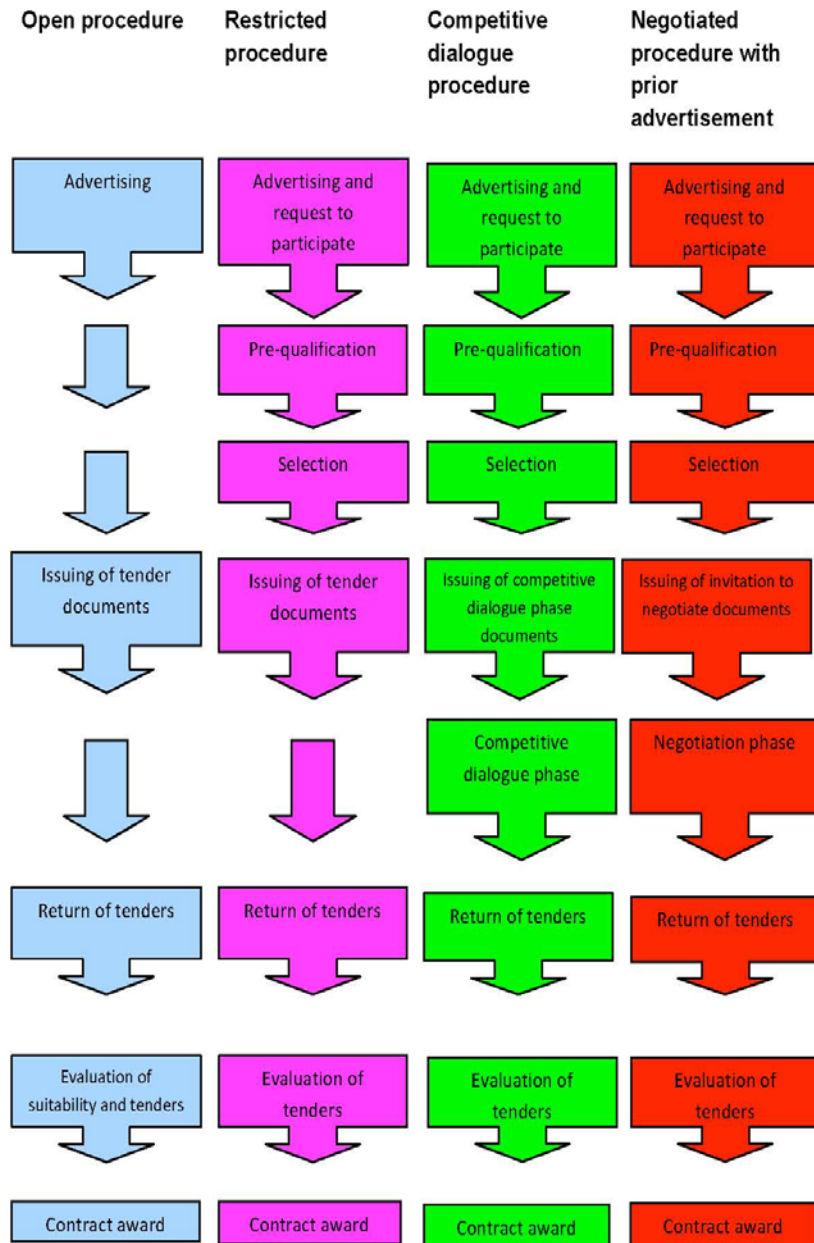 Open procedure
Restricted
procedure
Competitive
dialogue
procedure
Negotiated
procedure with
prior
advertisement
Advertising
Advertising and
request to
participate
Advertising and
request to
participate
Advertising and
request to
participate
Pre-qualification
Pre-qualification
Pre-qualification
Selection
Selection
Selection
Issuing of tender
documents
Issuing of tender
documents
Issuing of competitive
dialogue phase
documents
Issuing of invitation to
negotiate documents
Competitive
dialogue phase
Negotiation phase
Return of tenders
Return of tenders
Return of tenders
Return of tenders
Evaluation of
suitability and tenders
Evaluation of
tenders
Evaluation of
tenders
Evaluation of
tenders
Contract award
Contract award
Contract award
Contract award